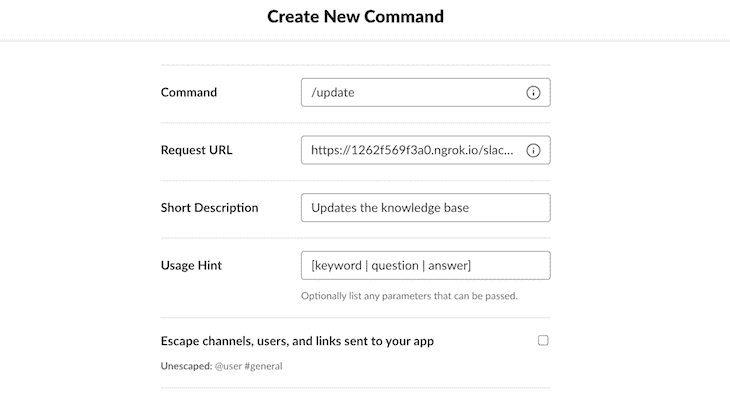 Create New Command
Command
/update
Request URL
https://1262f569f3a0.ngrok.io/slac...
Short Description
Updates the knowledge base
Usage Hint
[keyword | question | answer]
Optionally list any parameters that can be passed.
Escape channels, users, and links sent to your app
Unescaped: @user #general